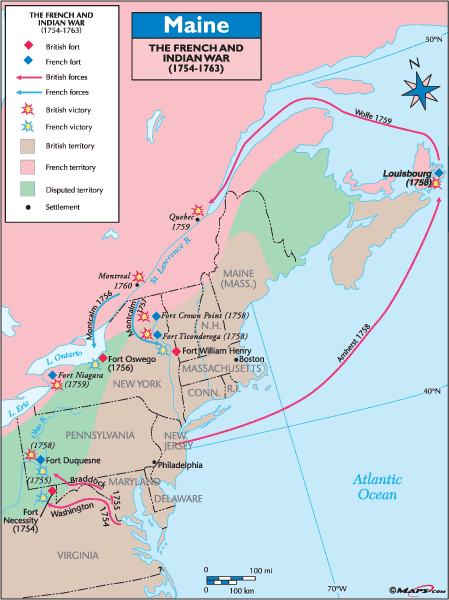 THE FRENCH AND
INDIAN WAR
(1754-1763)
British fort
French fort
British forces
French forces
British victory
French victory
British territory
French territory
Disputed territory
Settlement
Maine
THE FRENCH AND
INDIAN WAR
(1754-1763)
50°N
N
Wolfe 1759
Louisbourg
(1758)
Quebec
1759
St. Lawrence R.
Montreal
1760
MAINE
(MASS.)
Montcalm 1756
Montcalm
1757
Fort Crown Point (1758)
N.H.
Fort Ticonderoga (1758)
L. Ontario
Fort Oswego
(1756)
Fort William Henry
Boston
MASSACHUSETTS
Amherst 1758
Fort Niagara
(1759)
NEW YORK
CONN.
R.I.
L. Erie
40°N
Ohio R.
PENNSYLVANIA
NEW
JERSEY
(1758)
Fort Duquesne
(1755)
Philadelphia
Braddock
1755
MARYLAND
Atlantic
Ocean
DELAWARE
Fort
Necessity
(1754)
Washington
1754
VIRGINIA
0 100 mi
0 100 km
70°W
©MAPS.COM